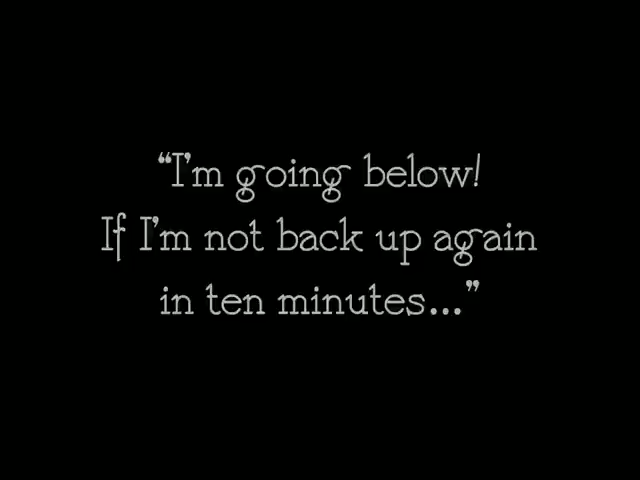 “I’m going below!
If I’m not back up again
in ten minutes...”